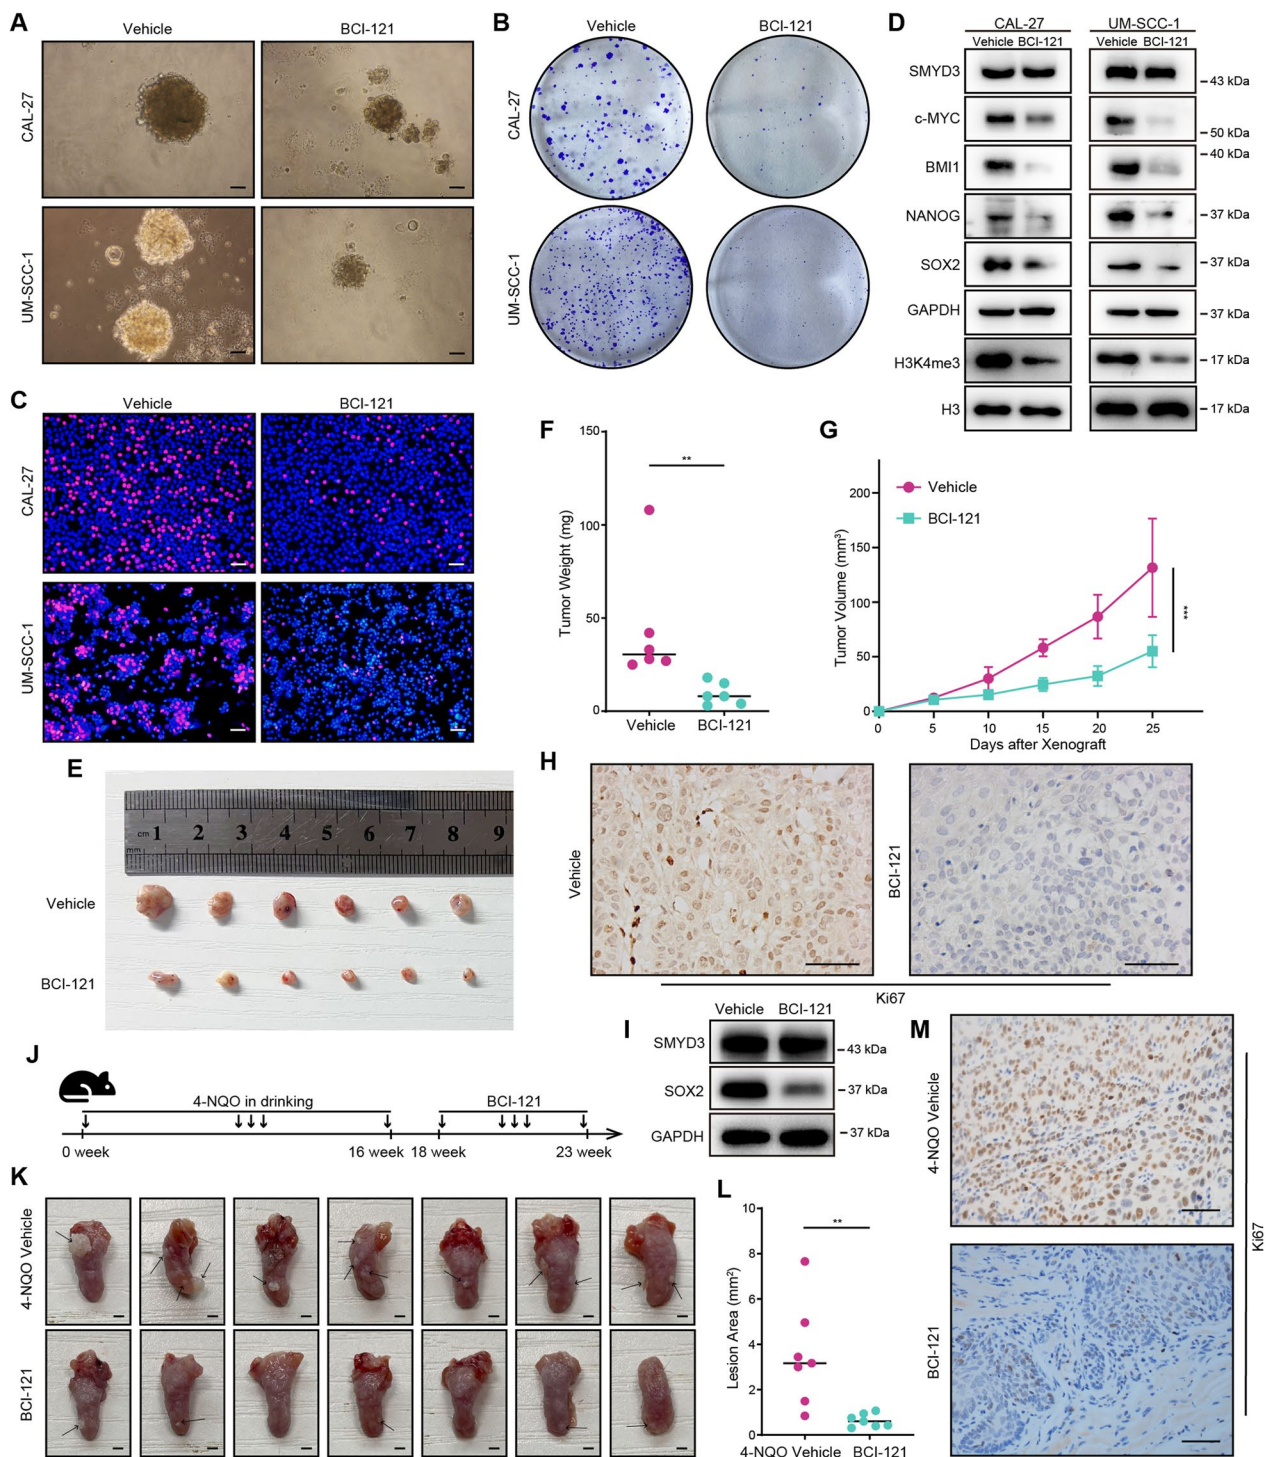 A
Vehicle
BCI-121
CAL-27
UM-SCC-1
B
Vehicle
BCI-121
CAL-27
UM-SCC-1
C
Vehicle
BCI-121
CAL-27
UM-SCC-1
D
CAL-27
UM-SCC-1
Vehicle BCI-121
Vehicle BCI-121
SMYD3
43 kDa
c-MYC
50 kDa
BMI1
40 kDa
NANOG
37 kDa
SOX2
37 kDa
GAPDH
37 kDa
H3K4me3
17 kDa
H3
17 kDa
E
cm 1 2 3 4 5 6 7 8 9
mm
Vehicle
BCI-121
F
Tumor Weight (mg)
150
100
50
0
**
Vehicle
BCI-121
G
Tumor Volume (mm³)
200
150
100
50
0
Vehicle
BCI-121
***
0 5 10 15 20 25
Days after Xenograft
H
Vehicle
BCI-121
Ki67
I
Vehicle BCI-121
SMYD3
43 kDa
SOX2
37 kDa
GAPDH
37 kDa
J
4-NQO in drinking
BCI-121
0 week
16 week
18 week
23 week
K
4-NQO Vehicle
BCI-121
L
Lesion Area (mm²)
10
8
6
4
2
0
**
4-NQO Vehicle
BCI-121
M
4-NQO Vehicle
BCI-121
Ki67